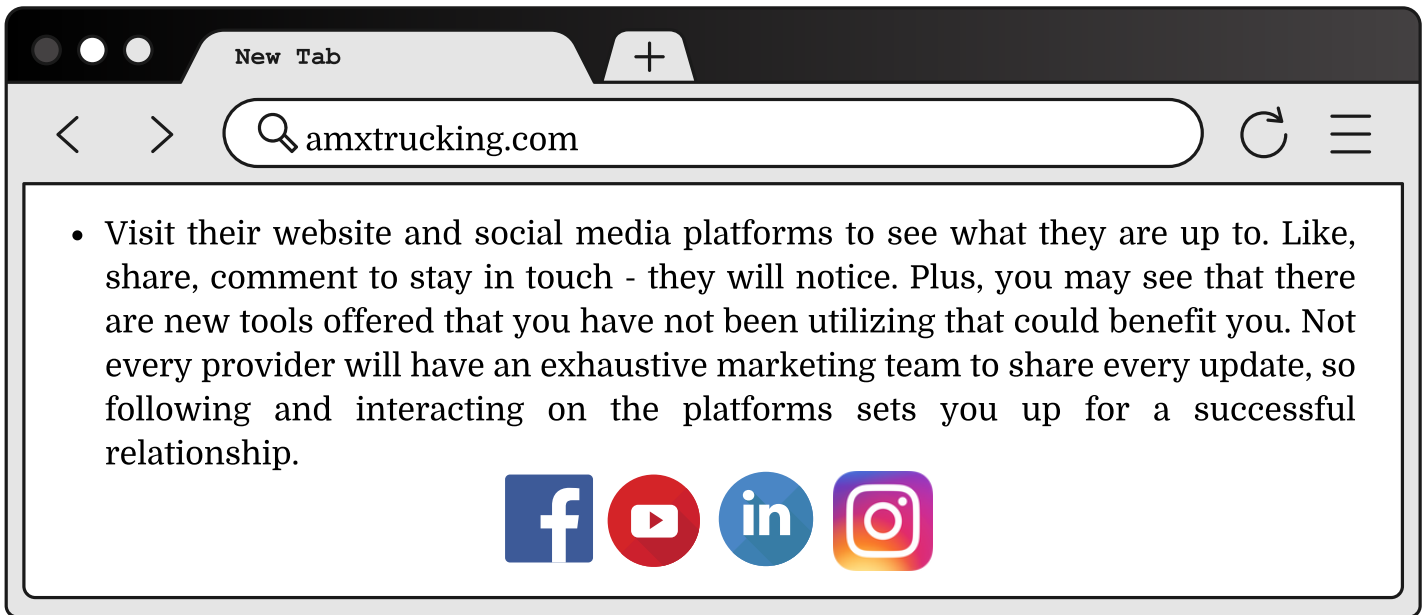 New Tab
amxtrucking.com
• Visit their website and social media platforms to see what they are up to. Like,
share, comment to stay in touch - they will notice. Plus, you may see that there
are new tools offered that you have not been utilizing that could benefit you. Not
every provider will have an exhaustive marketing team to share every update, so
following and interacting on the platforms sets you up for a successful
relationship.
f in